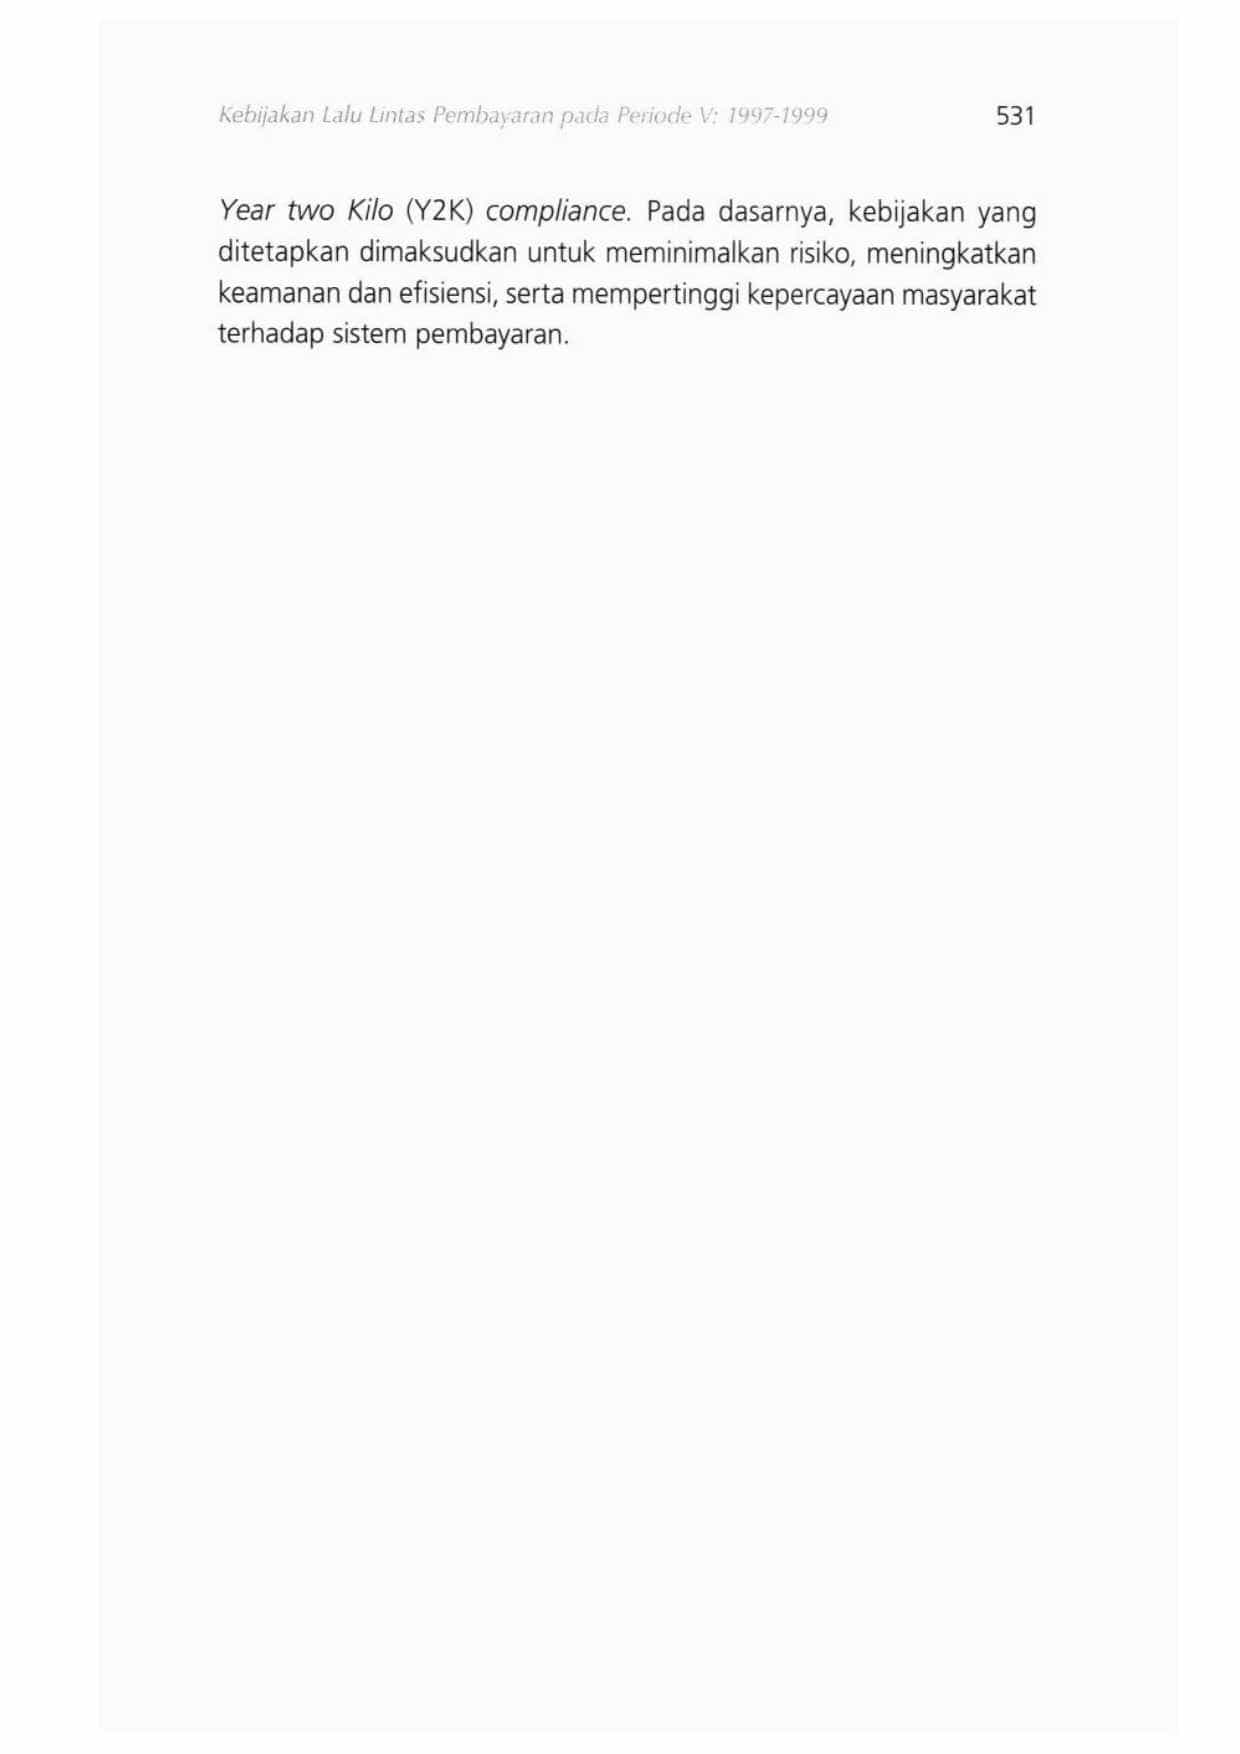 Kebijakan Lalu Lintas Pembayaran pada Periode V: 1997-1999 531
Year two Kilo (Y2K) compliance. Pada dasarnya, kebijakan yang
ditetapkan dimaksudkan untuk meminimalkan risiko, meningkatkan
keamanan dan efisiensi, serta mempertinggi kepercayaan masyarakat
terhadap sistem pembayaran.